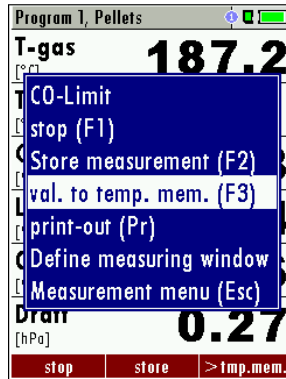 Program 1, Pellets
T-gas
187.2
[°C]
CO-Limit
stop (F1)
Store measurement (F2)
val. to temp. mem. (F3)
print-out (Pr)
Define measuring window
Measurement menu (Esc)
Draft
0.27
[hPa]
stop
store
>tmp.mem.